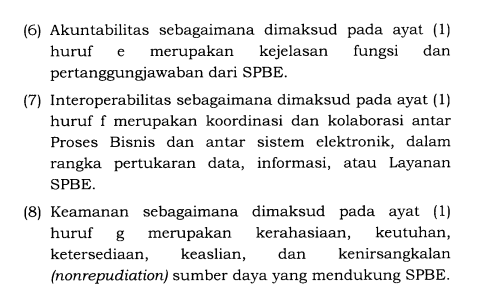 (6) Akuntabilitas sebagaimana dimaksud pada ayat (1)
huruf e merupakan kejelasan fungsi dan
pertanggungjawaban dari SPBE.
(7) Interoperabilitas sebagaimana dimaksud pada ayat (1)
huruf f merupakan koordinasi dan kolaborasi antar
Proses Bisnis dan antar sistem elektronik, dalam
rangka pertukaran data, informasi, atau Layanan
SPBE.
(8) Keamanan sebagaimana dimaksud pada ayat (1)
huruf g merupakan kerahasiaan, keutuhan,
ketersediaan, keaslian, dan kenirsangkalan
(nonrepudiation) sumber daya yang mendukung SPBE.